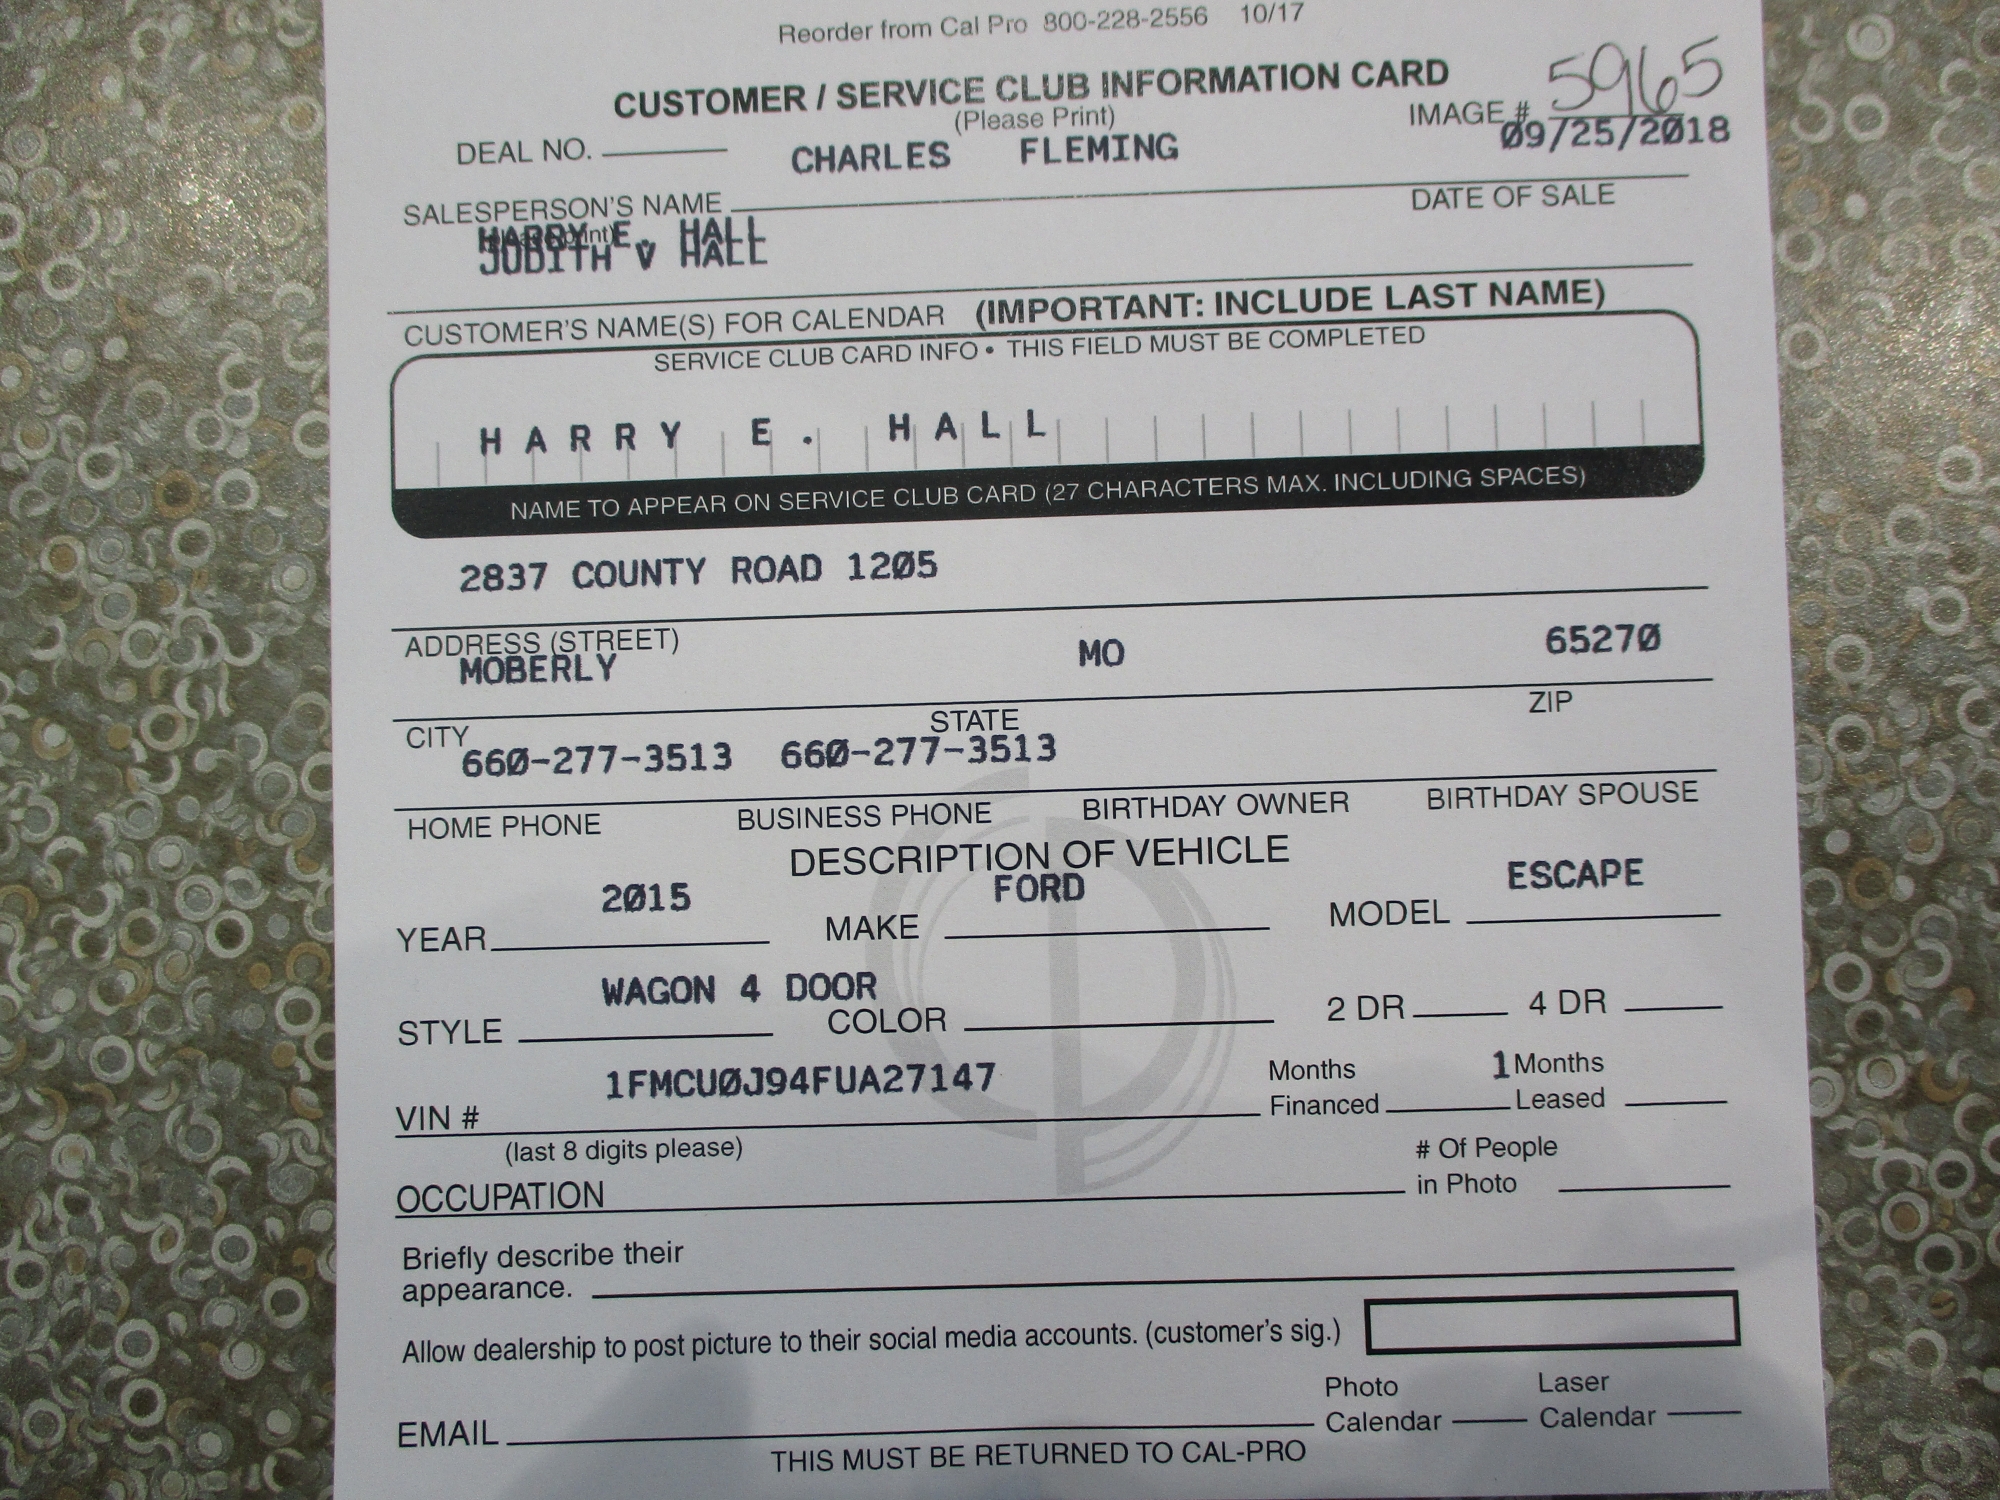 Reorder from Cal Pro 800-228-2556 10/17
CUSTOMER / SERVICE CLUB INFORMATION CARD
(Please Print)
IMAGE # 5965
DEAL NO. CHARLES FLEMING 09/25/2018
SALESPERSON'S NAME DATE OF SALE
HARRY E. HALL
JUDITH V HALL
CUSTOMER'S NAME(S) FOR CALENDAR (IMPORTANT: INCLUDE LAST NAME)
SERVICE CLUB CARD INFO • THIS FIELD MUST BE COMPLETED
HARRY E. HALL
NAME TO APPEAR ON SERVICE CLUB CARD (27 CHARACTERS MAX. INCLUDING SPACES)
2837 COUNTY ROAD 1205
ADDRESS (STREET)
MOBERLY MO 65270
CITY STATE ZIP
660-277-3513 660-277-3513
HOME PHONE BUSINESS PHONE BIRTHDAY OWNER BIRTHDAY SPOUSE
DESCRIPTION OF VEHICLE
YEAR 2015 MAKE FORD MODEL ESCAPE
STYLE WAGON 4 DOOR COLOR 2 DR 4 DR
VIN # 1FMCU0J94FUA27147 Months Financed 1 Months Leased
(last 8 digits please)
OCCUPATION # Of People in Photo
Briefly describe their
appearance.
Allow dealership to post picture to their social media accounts. (customer's sig.)
EMAIL Photo Calendar Laser Calendar
THIS MUST BE RETURNED TO CAL-PRO